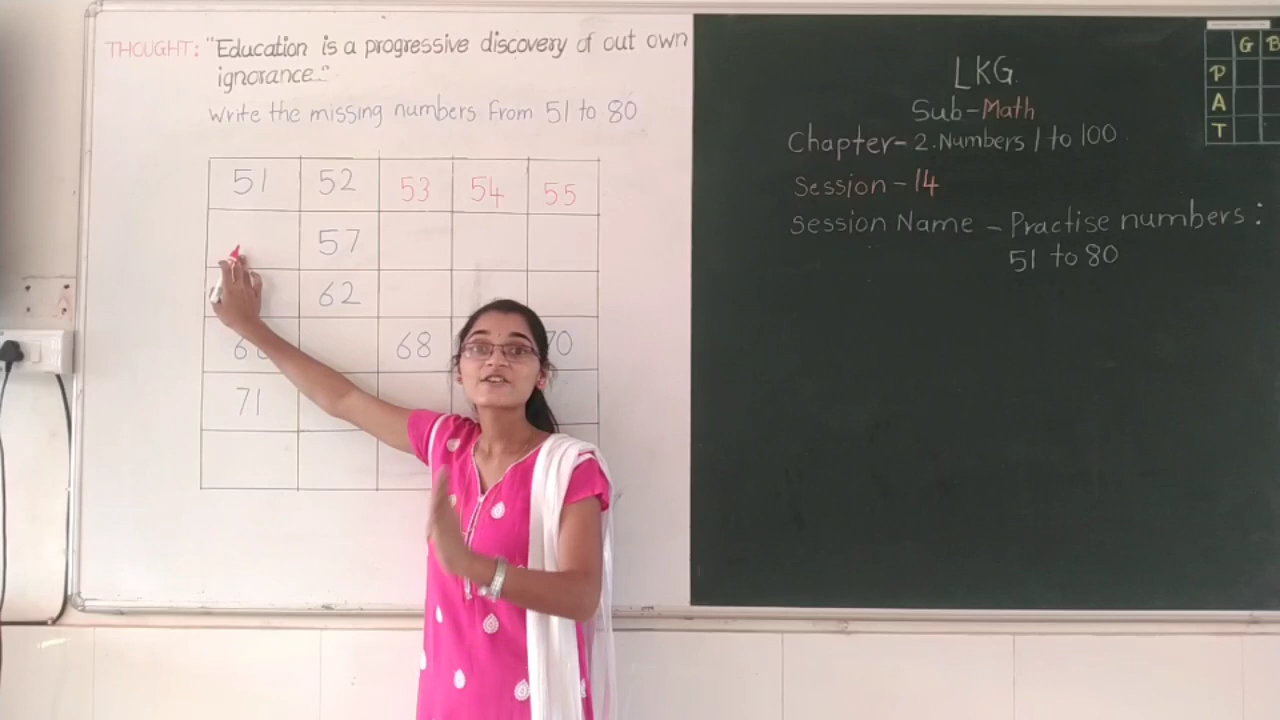 THOUGHT: "Education is a progressive discovery of out own
ignorance.."
Write the missing numbers from 51 to 80
51 52 53 54 55
57
62
68
71
LKG
Sub-Math
Chapter-2. Numbers 1 to 100
Session-14
Session Name - Practise numbers:
51 to 80
G B
P
A
T